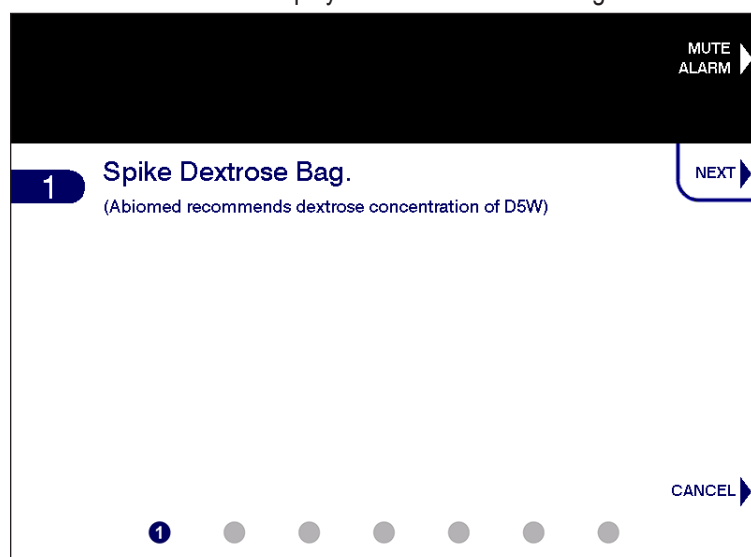 MUTE
ALARM
1
Spike Dextrose Bag.
NEXT
(Abiomed recommends dextrose concentration of D5W)
CANCEL
1